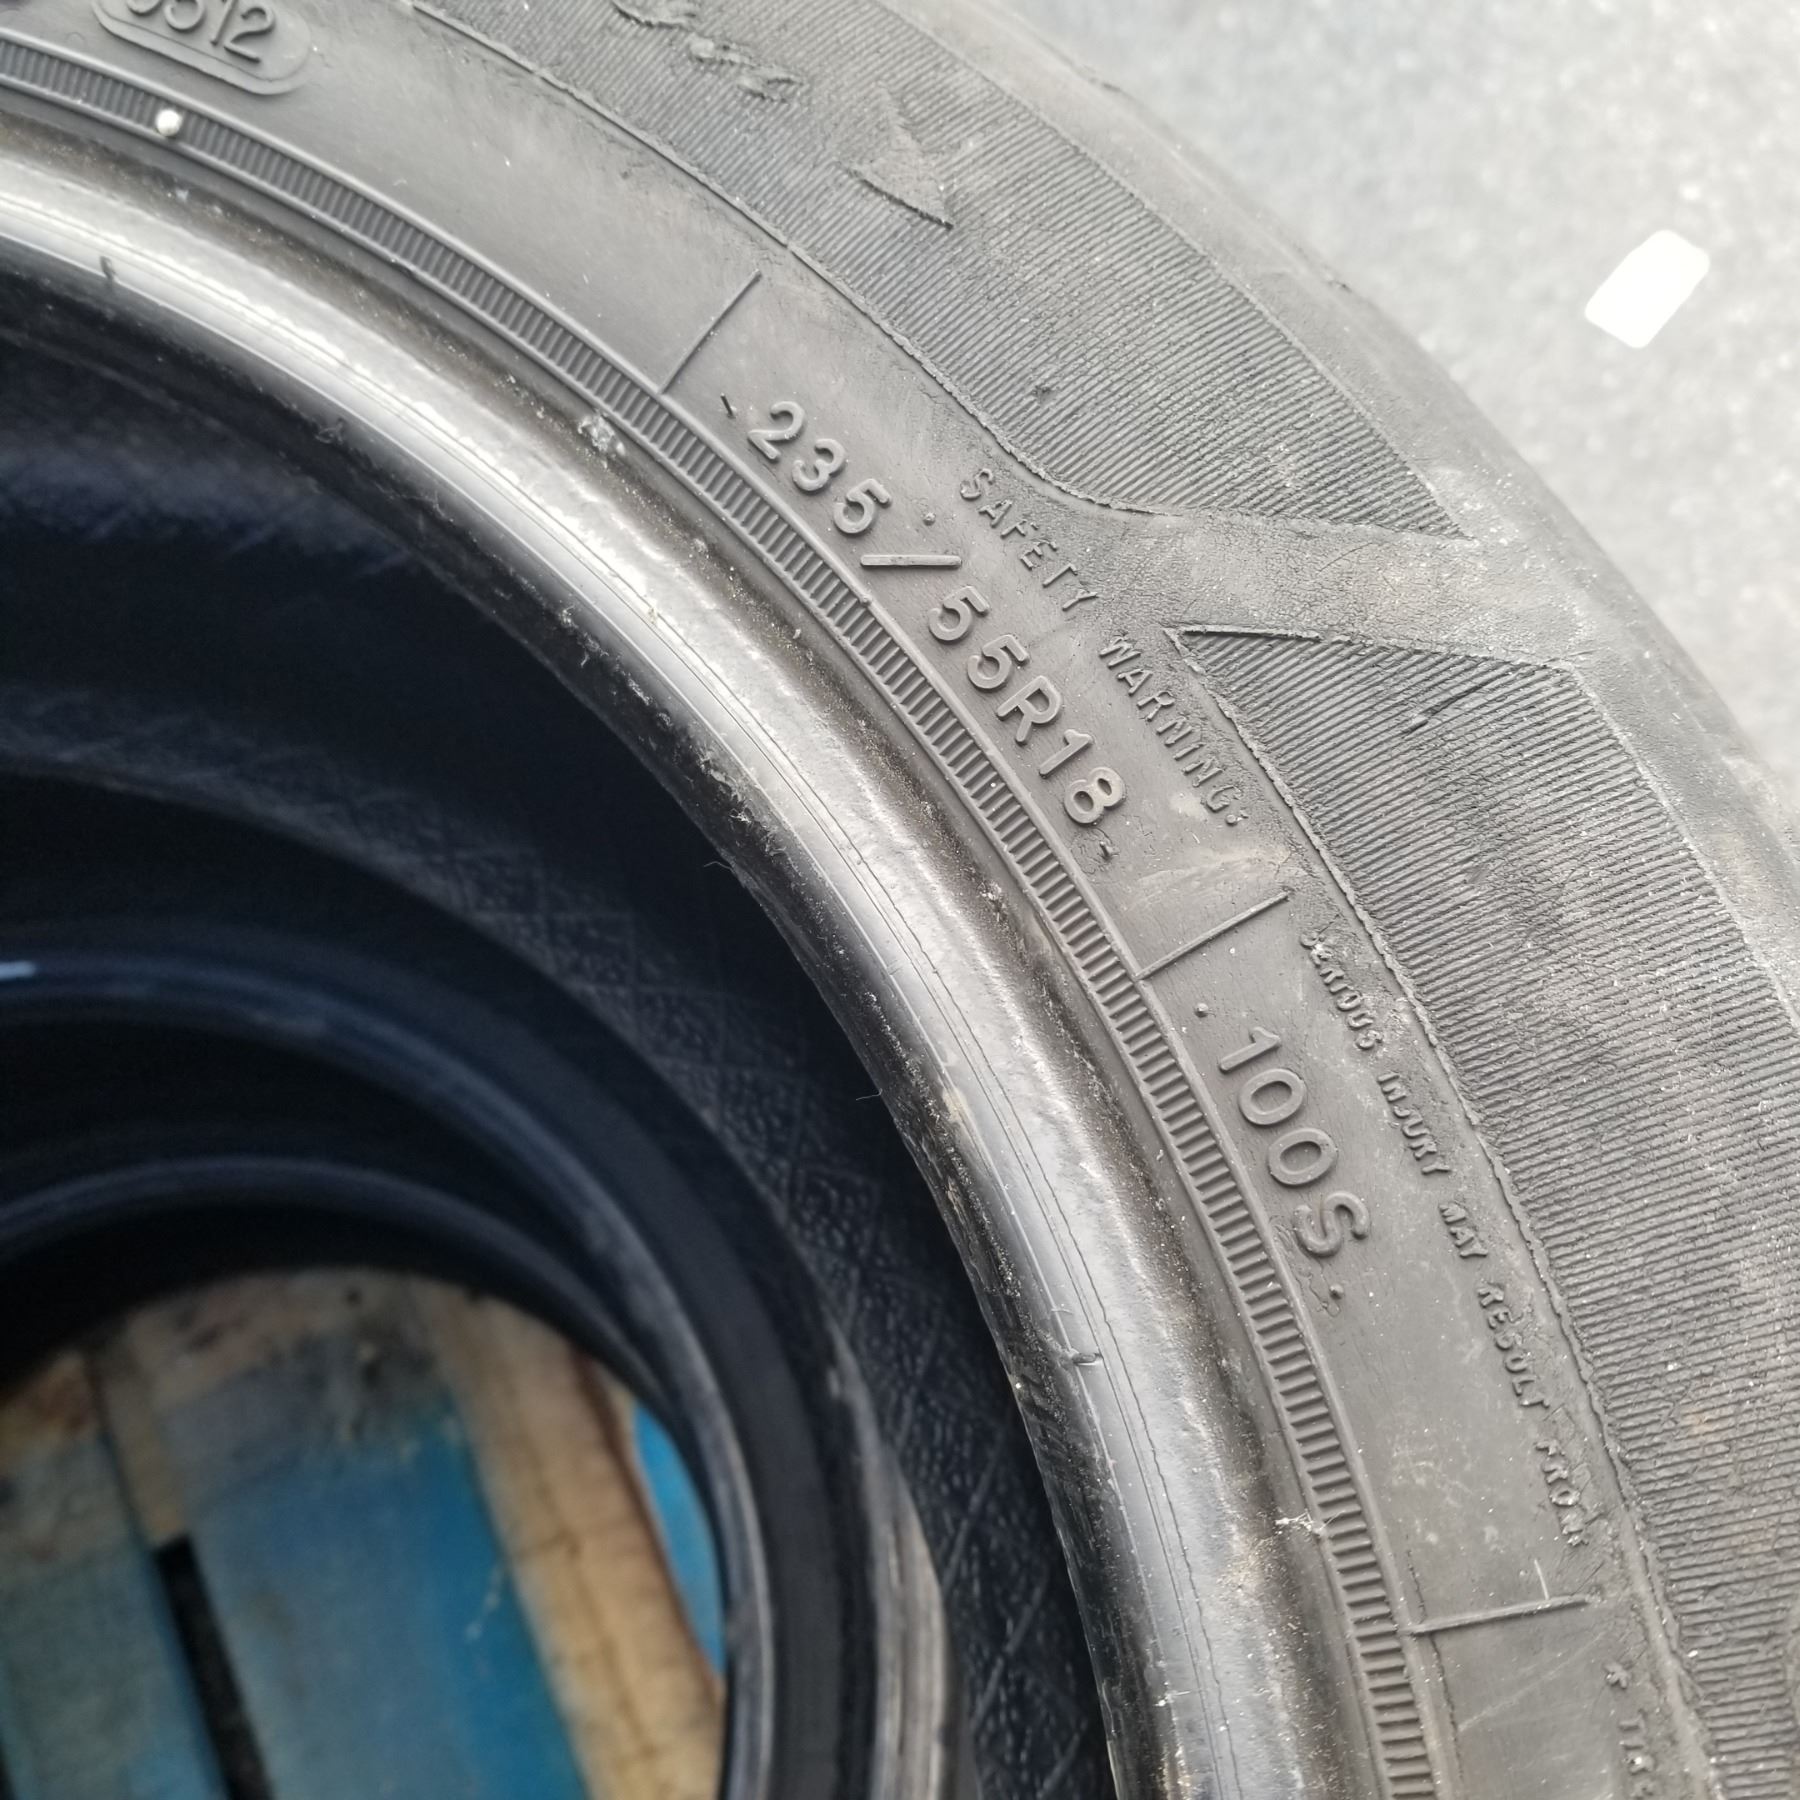 235/55R18
SAFETY WARNING:
100S
SERIOUS INJURY MAY RESULT FROM